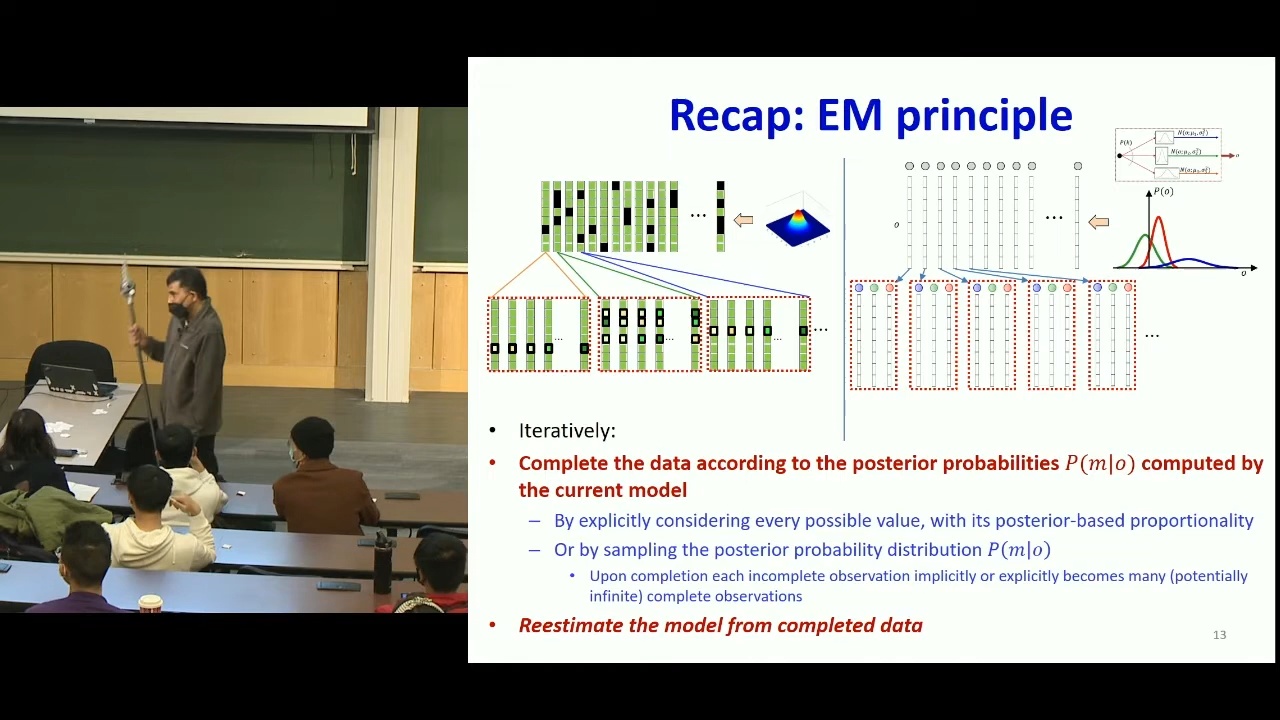 Recap: EM principle
P(k)
N(o; μ₁, σ₁²)
o
P(o)
...
o
...
o
...
...
...
...
...
• Iteratively:
• Complete the data according to the posterior probabilities P(m|o) computed by
the current model
– By explicitly considering every possible value, with its posterior-based proportionality
– Or by sampling the posterior probability distribution P(m|o)
• Upon completion each incomplete observation implicitly or explicitly becomes many (potentially
infinite) complete observations
• Reestimate the model from completed data
13